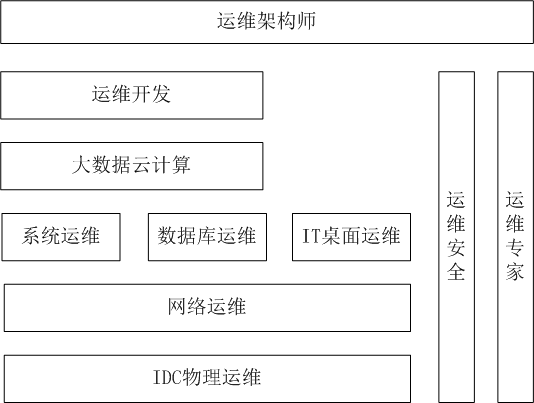 运维架构师
运维开发
大数据云计算
系统运维
数据库运维
IT桌面运维
网络运维
IDC物理运维
运维安全
运维专家